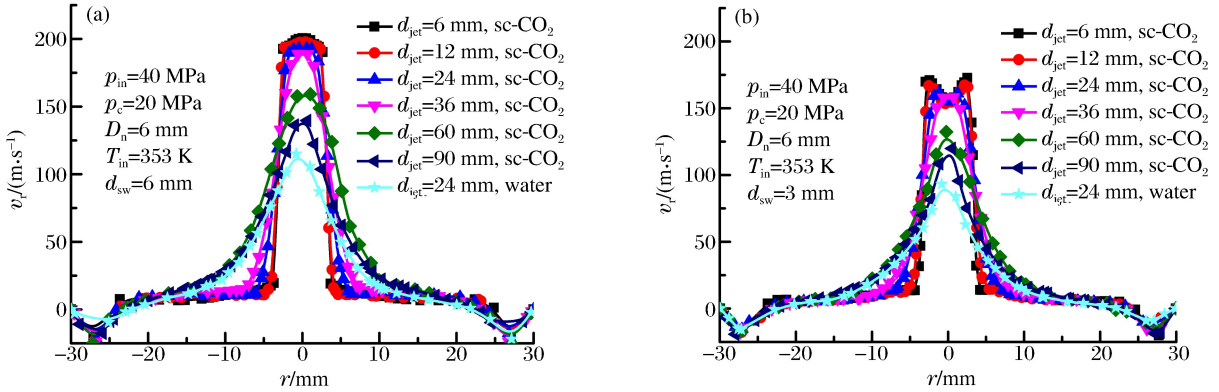 (a)
200
150
100
50
0
v_r/(m·s⁻¹)
p_in=40 MPa
p_c=20 MPa
D_n=6 mm
T_in=353 K
d_sw=6 mm
d_jet=6 mm, sc-CO₂
d_jet=12 mm, sc-CO₂
d_jet=24 mm, sc-CO₂
d_jet=36 mm, sc-CO₂
d_jet=60 mm, sc-CO₂
d_jet=90 mm, sc-CO₂
d_jet=24 mm, water
−30 −20 −10 0 10 20 30
r/mm
(b)
200
150
100
50
0
v_r/(m·s⁻¹)
p_in=40 MPa
p_c=20 MPa
D_n=6 mm
T_in=353 K
d_sw=3 mm
d_jet=6 mm, sc-CO₂
d_jet=12 mm, sc-CO₂
d_jet=24 mm, sc-CO₂
d_jet=36 mm, sc-CO₂
d_jet=60 mm, sc-CO₂
d_jet=90 mm, sc-CO₂
d_jet=24 mm, water
−30 −20 −10 0 10 20 30
r/mm